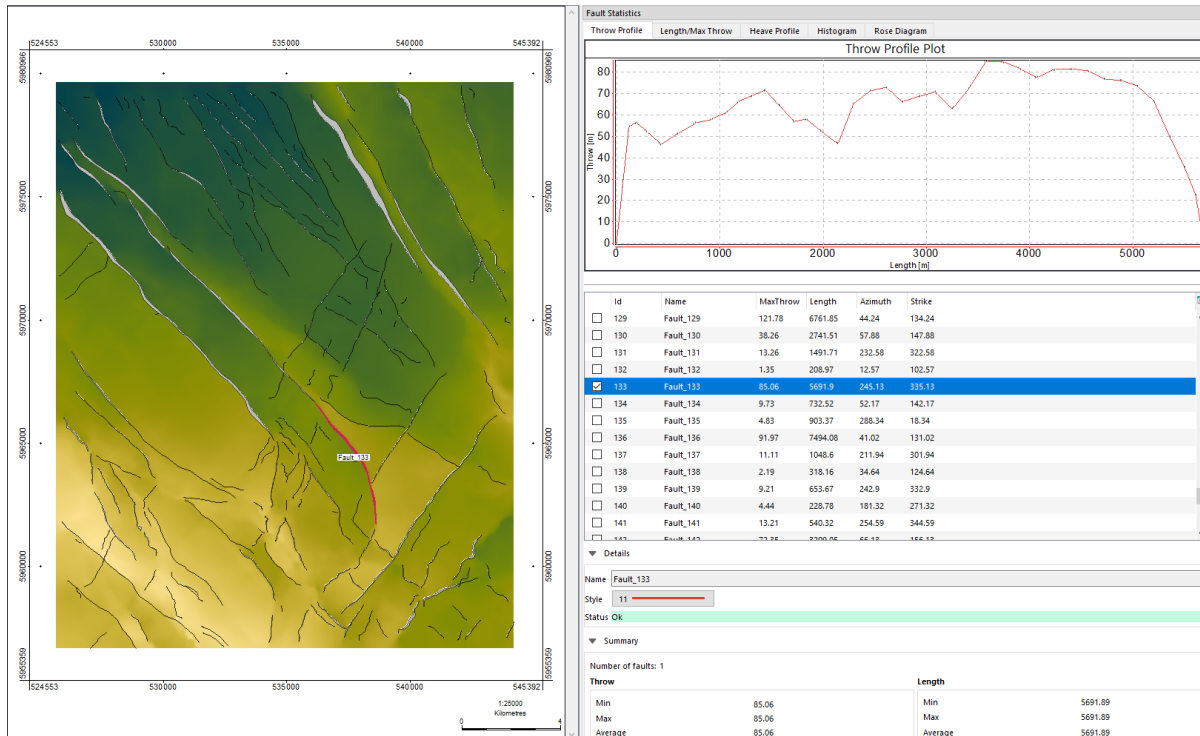 524553 530000 535000 540000 545392
5980966 5980966
5975000 5975000
5970000 5970000
5965000 5965000
5960000 5960000
5955359 5955359
Fault_133
524553 530000 535000 540000 545392
1:25000
Kilometres
0 4
Fault Statistics
Throw Profile Length/Max Throw Heave Profile Histogram Rose Diagram
Throw Profile Plot
Throw [m]
80
70
60
50
40
30
20
10
0
0 1000 2000 3000 4000 5000
Length [m]
Id Name MaxThrow Length Azimuth Strike
129 Fault_129 121.78 6761.85 44.24 134.24
130 Fault_130 38.26 2741.51 57.88 147.88
131 Fault_131 13.26 1491.71 232.58 322.58
132 Fault_132 1.35 208.97 12.57 102.57
133 Fault_133 85.06 5691.9 245.13 335.13
134 Fault_134 9.73 732.52 52.17 142.17
135 Fault_135 4.83 903.37 288.34 18.34
136 Fault_136 91.97 7494.08 41.02 131.02
137 Fault_137 11.11 1048.6 211.94 301.94
138 Fault_138 2.19 318.16 34.64 124.64
139 Fault_139 9.21 653.67 242.9 332.9
140 Fault_140 4.44 228.78 181.32 271.32
141 Fault_141 13.21 540.32 254.59 344.59
Details
Name Fault_133
Style 11
Status Ok
Summary
Number of faults: 1
Throw Length
Min 85.06 Min 5691.89
Max 85.06 Max 5691.89
Average 85.06 Average 5691.89